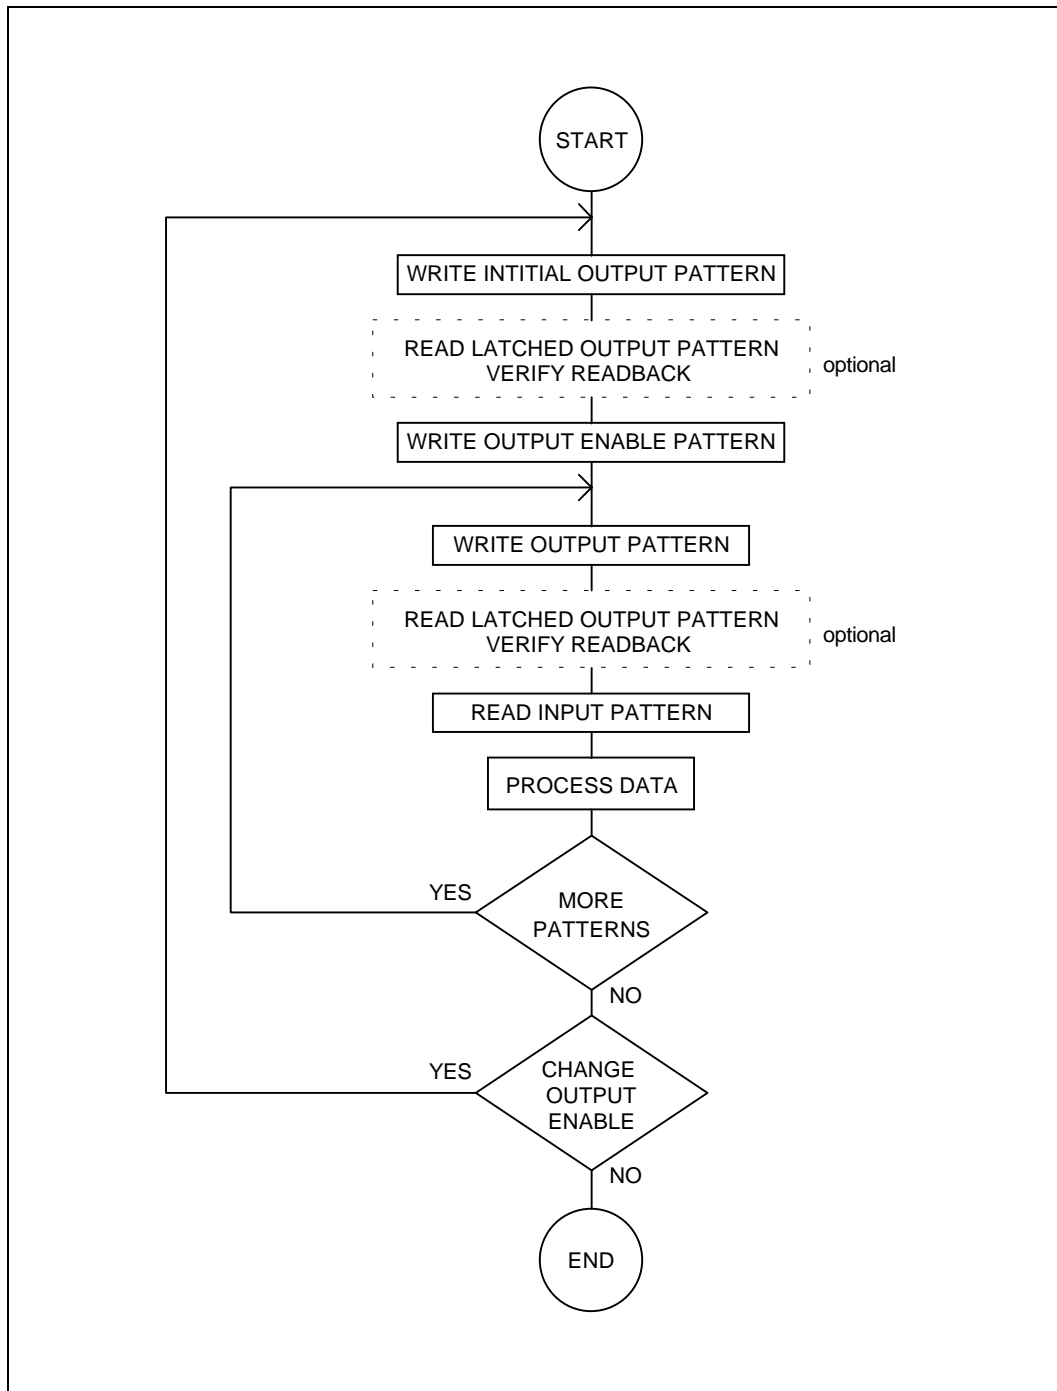 START
WRITE INTITIAL OUTPUT PATTERN
READ LATCHED OUTPUT PATTERN
VERIFY READBACK
optional
WRITE OUTPUT ENABLE PATTERN
WRITE OUTPUT PATTERN
READ LATCHED OUTPUT PATTERN
VERIFY READBACK
optional
READ INPUT PATTERN
PROCESS DATA
YES
MORE
PATTERNS
NO
YES
CHANGE
OUTPUT
ENABLE
NO
END